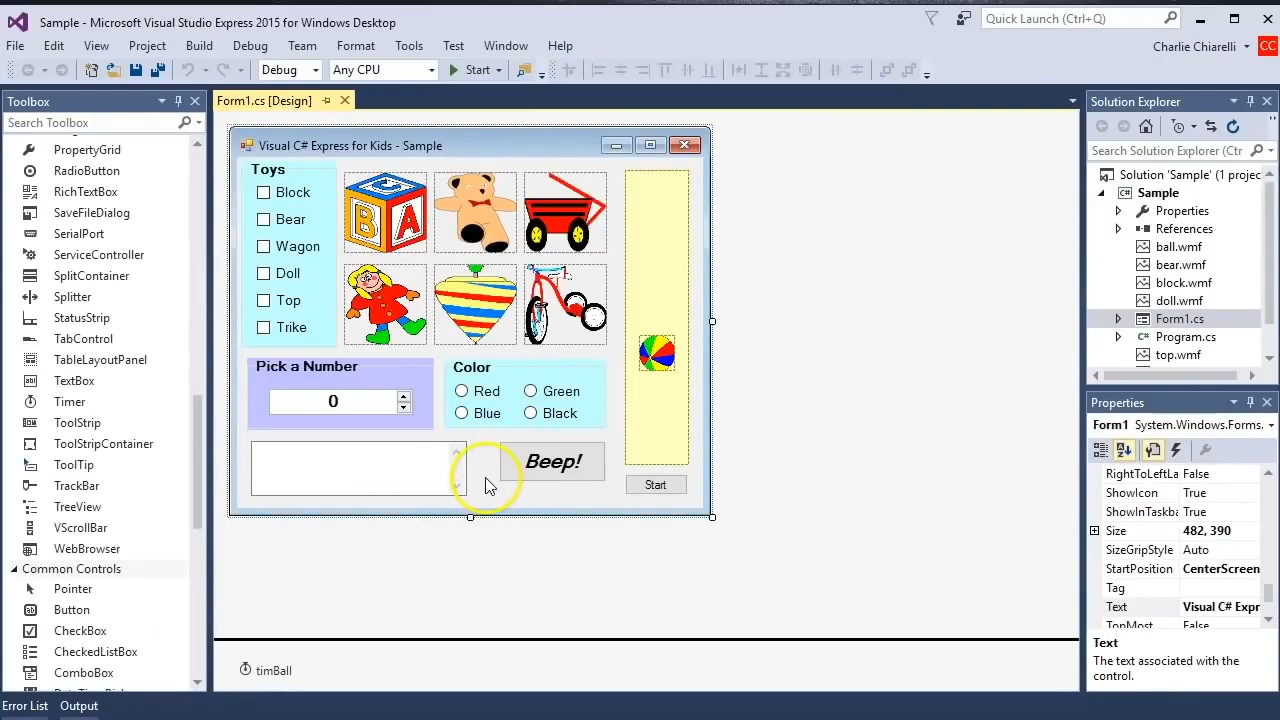 Sample - Microsoft Visual Studio Express 2015 for Windows Desktop
Quick Launch (Ctrl+Q)
File Edit View Project Build Debug Team Format Tools Test Window Help
Charlie Chiarelli CC
Debug Any CPU Start
Toolbox
Search Toolbox
PropertyGrid
RadioButton
RichTextBox
SaveFileDialog
SerialPort
ServiceController
SplitContainer
Splitter
StatusStrip
TabControl
TableLayoutPanel
TextBox
Timer
ToolStrip
ToolStripContainer
ToolTip
TrackBar
TreeView
VScrollBar
WebBrowser
Common Controls
Pointer
Button
CheckBox
CheckedListBox
ComboBox
Form1.cs [Design]
Visual C# Express for Kids - Sample
Toys
Block
Bear
Wagon
Doll
Top
Trike
C
B A
Pick a Number
0
Color
Red Green
Blue Black
Beep!
Start
timBall
Solution Explorer
Search Solution Explorer (Ctr
Solution 'Sample' (1 projec
C# Sample
Properties
References
ball.wmf
bear.wmf
block.wmf
doll.wmf
Form1.cs
C# Program.cs
top.wmf
Properties
Form1 System.Windows.Forms.
RightToLeftLa False
ShowIcon True
ShowInTaskba True
Size 482, 390
SizeGripStyle Auto
StartPosition CenterScreen
Tag
Text Visual C# Expr
TopMost False
Text
The text associated with the
control.
Error List Output